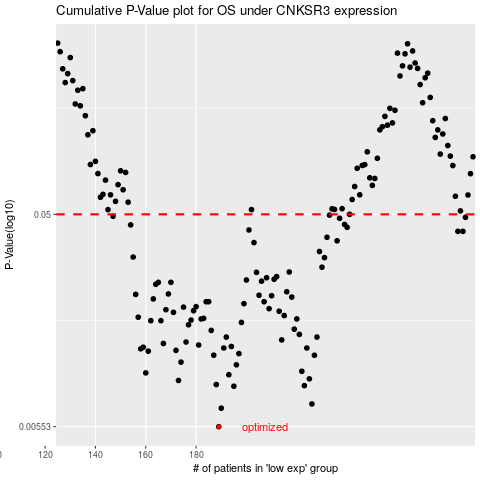 Cumulative P-Value plot for OS under CNKSR3 expression
P-Value(log10)
0.05
0.00553
optimized
0
120
140
160
180
# of patients in 'low exp' group